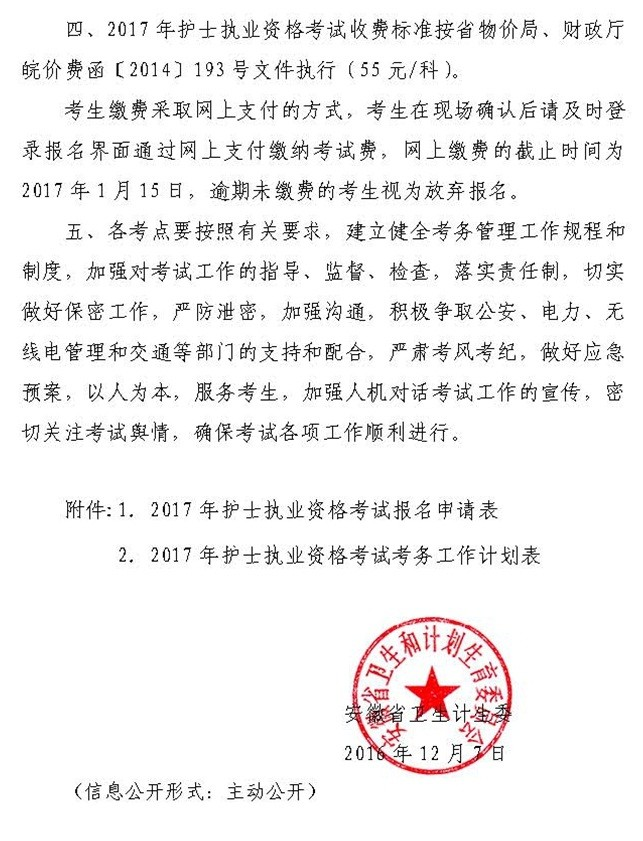 四、2017 年护士执业资格考试收费标准按省物价局、财政厅
皖价费函〔2014〕193 号文件执行（55 元/科）。
考生缴费采取网上支付的方式，考生在现场确认后请及时登
录报名界面通过网上支付缴纳考试费，网上缴费的截止时间为
2017 年 1 月 15 日，逾期未缴费的考生视为放弃报名。
五、各考点要按照有关要求，建立健全考务管理工作规程和
制度，加强对考试工作的指导、监督、检查，落实责任制，切实
做好保密工作，严防泄密，加强沟通，积极争取公安、电力、无
线电管理和交通等部门的支持和配合，严肃考风考纪，做好应急
预案，以人为本，服务考生，加强人机对话考试工作的宣传，密
切关注考试舆情，确保考试各项工作顺利进行。
附件：1．2017 年护士执业资格考试报名申请表
2．2017 年护士执业资格考试考务工作计划表
安徽省卫生和计划生育委员会
安徽省卫生计生委
2016 年 12 月 7 日
（信息公开形式：主动公开）